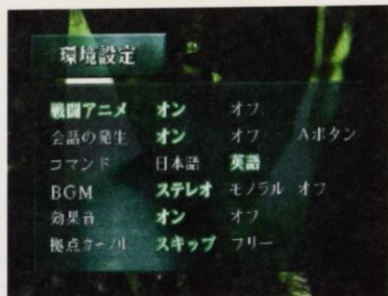 環境設定
戦闘アニメ オン オフ
会話の発生 オン オフ Aボタン
コマンド 日本語 英語
BGM ステレオ モノラル オフ
効果音 オン オフ
拠点カーソル スキップ フリー